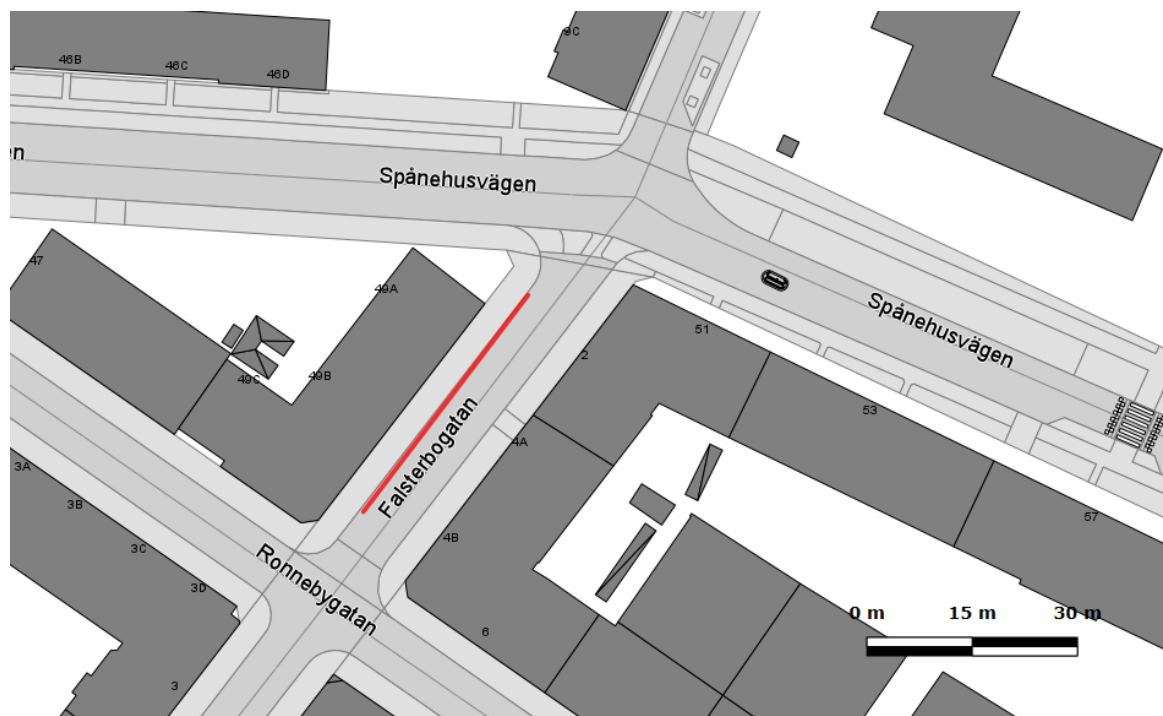 9C
46B
46C
46D
en
Spånehusvägen
47
49A
49C
49B
51
Spånehusvägen
2
53
4A
Falsterbogatan
3A
3B
3C
3D
4B
57
Ronnebygatan
0 m 15 m 30 m
6
3